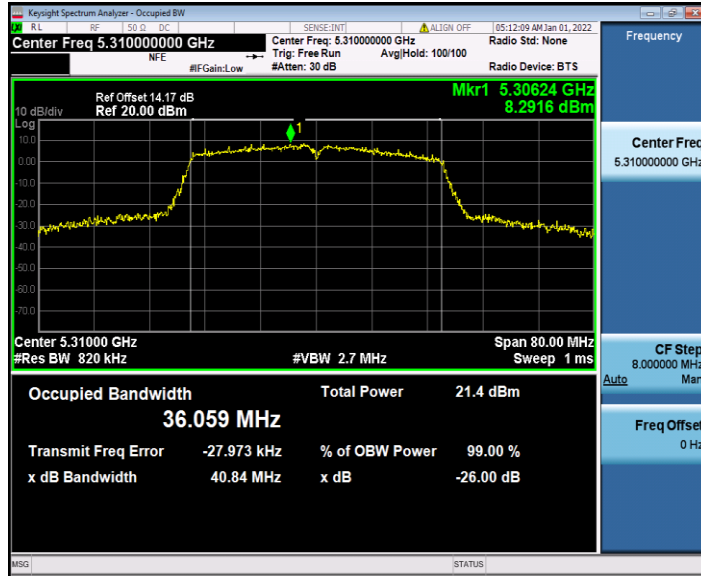 Keysight Spectrum Analyzer - Occupied BW
RL RF 50 Ω DC SENSE:INT ALIGN OFF 05:12:09 AM Jan 01, 2022
Center Freq 5.310000000 GHz
NFE
#IFGain:Low
Center Freq: 5.310000000 GHz
Trig: Free Run Avg|Hold: 100/100
#Atten: 30 dB
Radio Std: None
Radio Device: BTS
Ref Offset 14.17 dB
10 dB/div Ref 20.00 dBm
Mkr1 5.30624 GHz
8.2916 dBm
Log
1
10.0
0.00
-10.0
-20.0
-30.0
-40.0
-50.0
-60.0
-70.0
Center 5.31000 GHz Span 80.00 MHz
#Res BW 820 kHz #VBW 2.7 MHz Sweep 1 ms
Occupied Bandwidth Total Power 21.4 dBm
36.059 MHz
Transmit Freq Error -27.973 kHz % of OBW Power 99.00 %
x dB Bandwidth 40.84 MHz x dB -26.00 dB
MSG STATUS
Frequency
Center Freq
5.310000000 GHz
CF Step
8.000000 MHz
Auto Man
Freq Offset
0 Hz